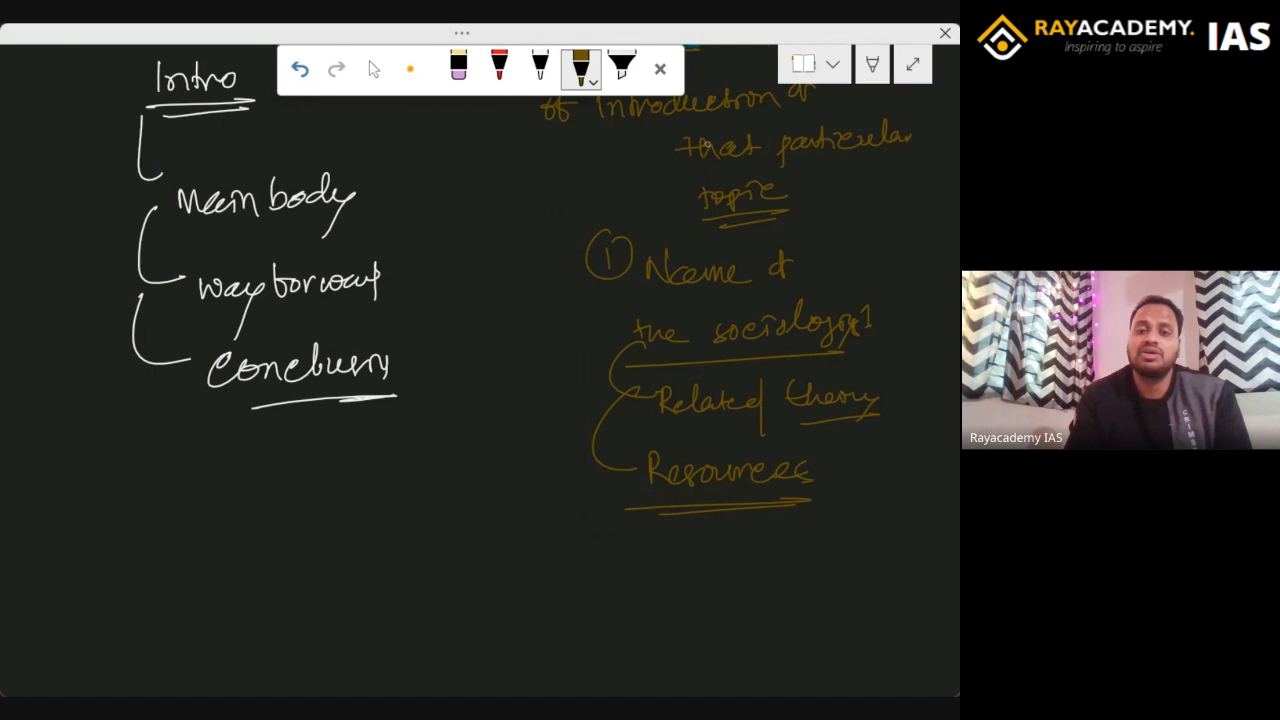 Intro
Main body
way forward
Conclusion
of Introduction of
that particular
topic
① Name of
the sociologist
Related theory
Resources
RAYACADEMY. IAS
Inspiring to aspire
CRIME
Rayacademy IAS